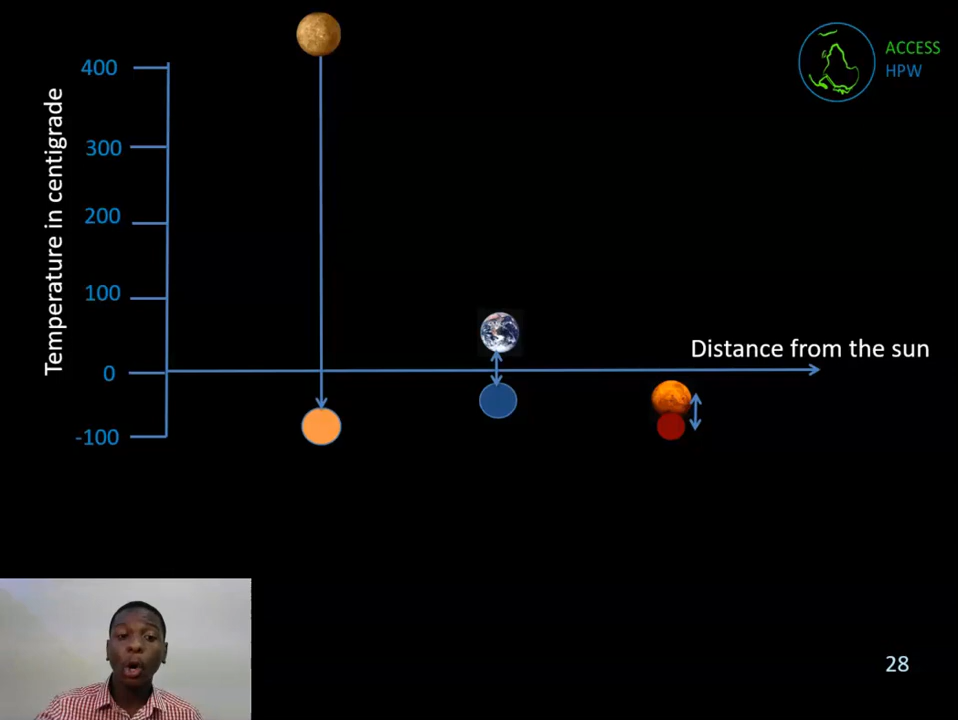 ACCESS
HPW
Temperature in centigrade
400
300
200
100
0
-100
Distance from the sun
28